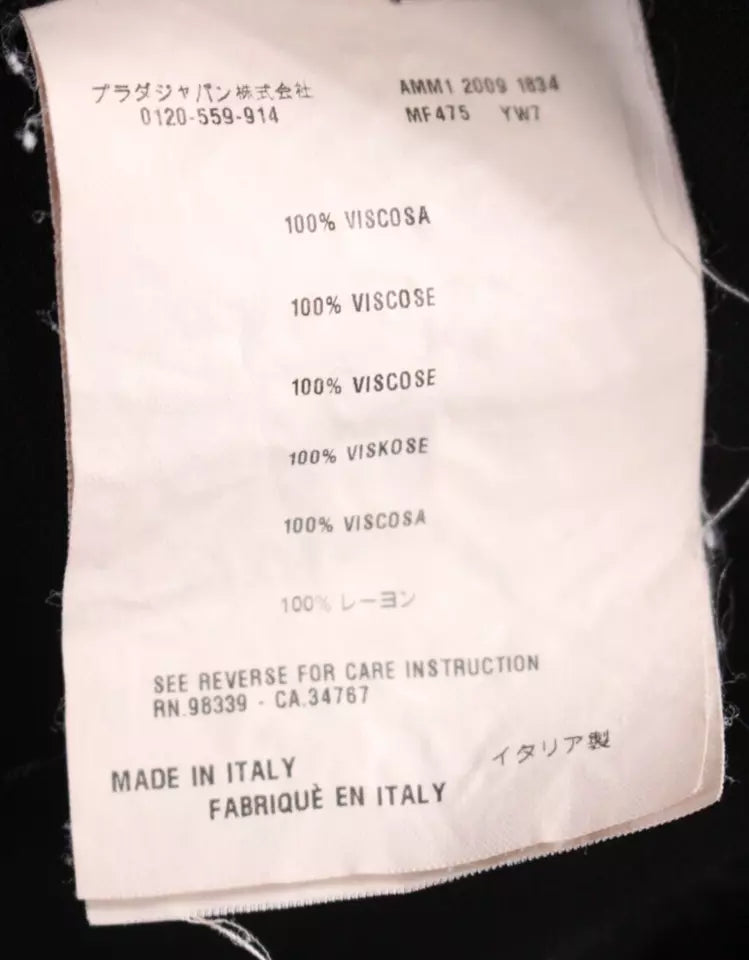 プラダジャパン株式会社
0120-559-914
AMM1 2009 1834
MF475 YW7
100% VISCOSA
100% VISCOSE
100% VISCOSE
100% VISKOSE
100% VISCOSA
100% レーヨン
SEE REVERSE FOR CARE INSTRUCTION
RN.98339 - CA.34767
MADE IN ITALY
イタリア製
FABRIQUÈ EN ITALY